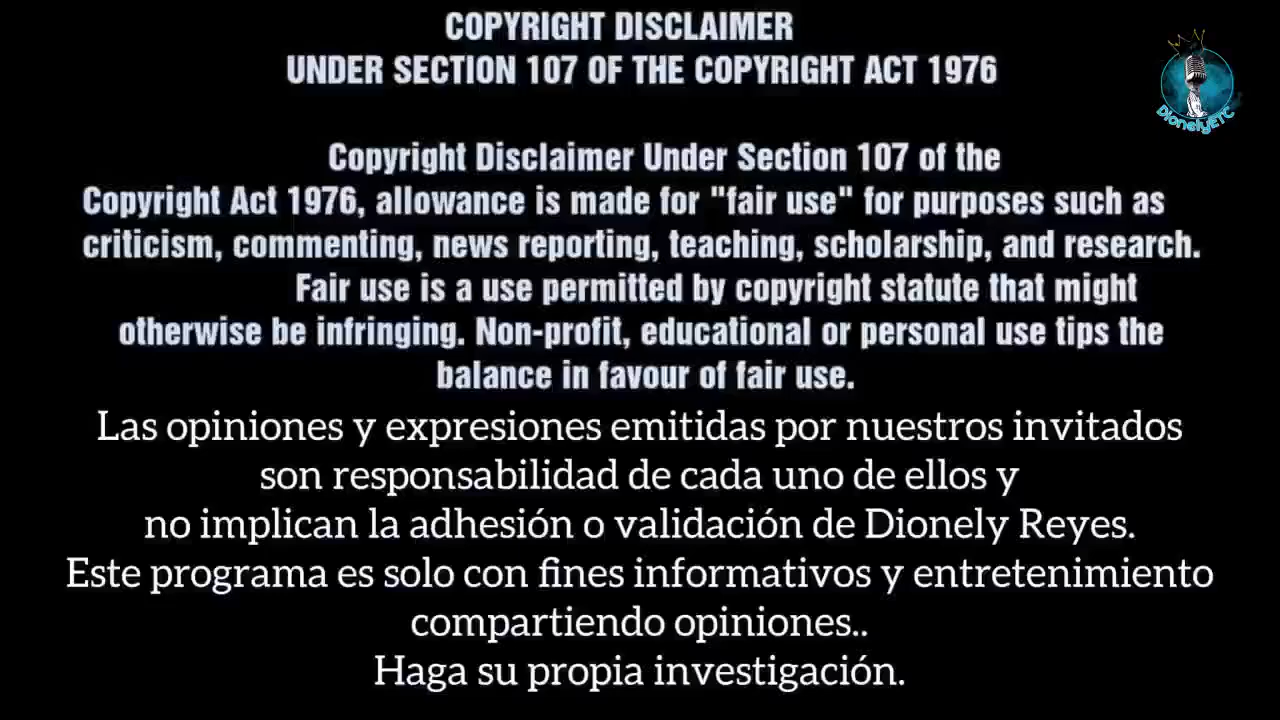 COPYRIGHT DISCLAIMER
UNDER SECTION 107 OF THE COPYRIGHT ACT 1976
DionelyETC
Copyright Disclaimer Under Section 107 of the
Copyright Act 1976, allowance is made for "fair use" for purposes such as
criticism, commenting, news reporting, teaching, scholarship, and research.
Fair use is a use permitted by copyright statute that might
otherwise be infringing. Non-profit, educational or personal use tips the
balance in favour of fair use.
Las opiniones y expresiones emitidas por nuestros invitados
son responsabilidad de cada uno de ellos y
no implican la adhesión o validación de Dionely Reyes.
Este programa es solo con fines informativos y entretenimiento
compartiendo opiniones..
Haga su propia investigación.